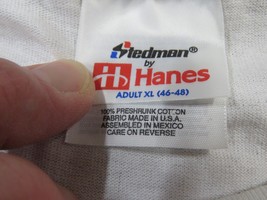 Stedman®
by
H Hanes
ADULT XL (46-48)
100% PRESHRUNK COTTON
FABRIC MADE IN U.S.A.
ASSEMBLED IN MEXICO
CARE ON REVERSE